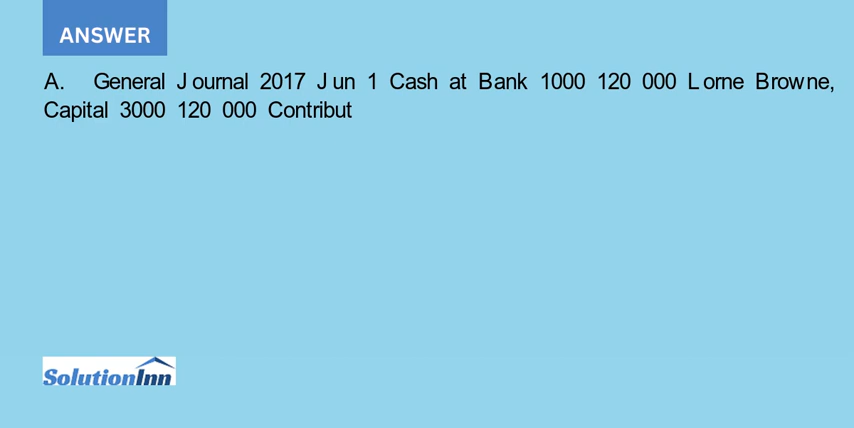 ANSWER
A. General Journal 2017 Jun 1 Cash at Bank 1000 120 000 Lorne Browne,
Capital 3000 120 000 Contribut
SolutionInn